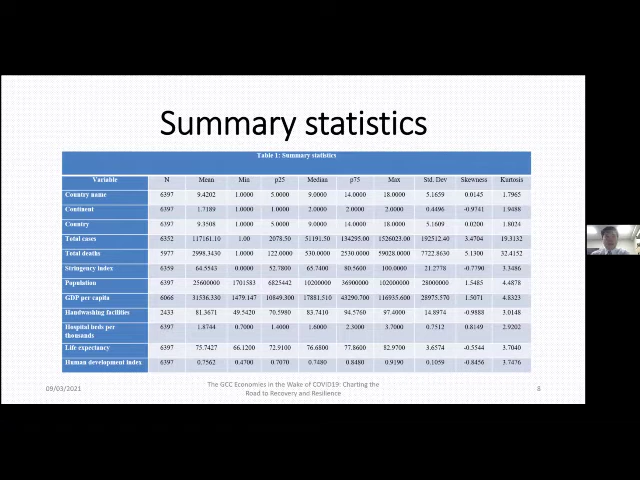 Summary statistics
Table 1: Summary statistics
Variable N Mean Min p25 Median p75 Max Std. Dev Skewness Kurtosis
Country name 6397 9.4202 1.0000 5.0000 9.0000 14.0000 18.0000 5.1659 0.0145 1.7965
Continent 6397 1.7189 1.0000 1.0000 2.0000 2.0000 2.0000 0.4496 -0.9741 1.9488
Country 6397 9.3508 1.0000 5.0000 9.0000 14.0000 18.0000 5.1609 0.0200 1.8024
Total cases 6352 117161.10 1.00 2078.50 51191.50 134295.00 1526023.00 192512.40 3.4704 19.3132
Total deaths 5977 2998.3430 1.0000 122.0000 530.0000 2530.0000 59028.0000 7722.8630 5.1300 32.4152
Stringency index 6359 64.5543 0.0000 52.7800 65.7400 80.5600 100.0000 21.2778 -0.7790 3.3486
Population 6397 25600000 1701583 6825442 10200000 36900000 102000000 28000000 1.5485 4.4878
GDP per capita 6066 31536.330 1479.147 10849.300 17881.510 43290.700 116935.600 28975.570 1.5071 4.8323
Handwashing facilities 2433 81.3671 49.5420 70.5980 83.7410 94.5760 97.4000 14.8974 -0.9888 3.0148
Hospital beds per
thousands 6397 1.8744 0.7000 1.4000 1.6000 2.3000 3.7000 0.7512 0.8149 2.9202
Life expectancy 6397 75.7427 66.1200 72.9100 76.6800 77.8600 82.9700 3.6574 -0.5544 3.7040
Human development index 6397 0.7562 0.4700 0.7070 0.7480 0.8480 0.9190 0.1059 -0.8456 3.7476
09/03/2021
The GCC Economies in the Wake of COVID19: Charting the
Road to Recovery and Resilience
8